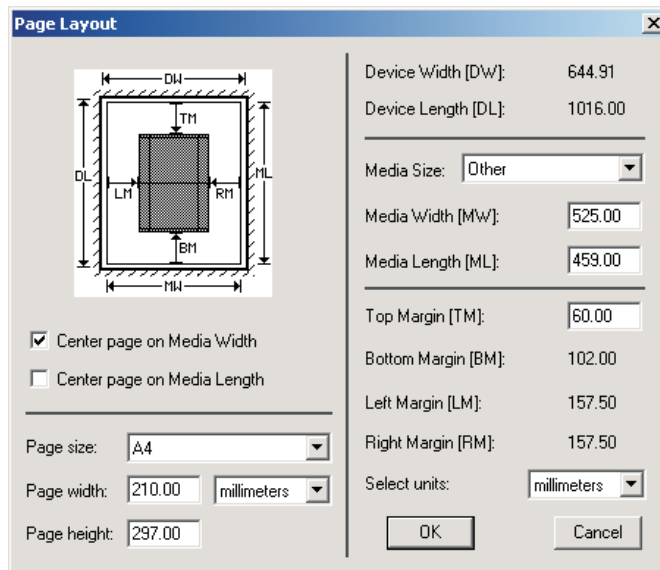 Page Layout
DW
TM
DL
ML
LM
RM
BM
MW
Center page on Media Width
Center page on Media Length
Page size: A4
Page width: 210.00 millimeters
Page height: 297.00
Device Width [DW]: 644.91
Device Length [DL]: 1016.00
Media Size: Other
Media Width [MW]: 525.00
Media Length [ML]: 459.00
Top Margin [TM]: 60.00
Bottom Margin [BM]: 102.00
Left Margin [LM]: 157.50
Right Margin [RM]: 157.50
Select units: millimeters
OK Cancel